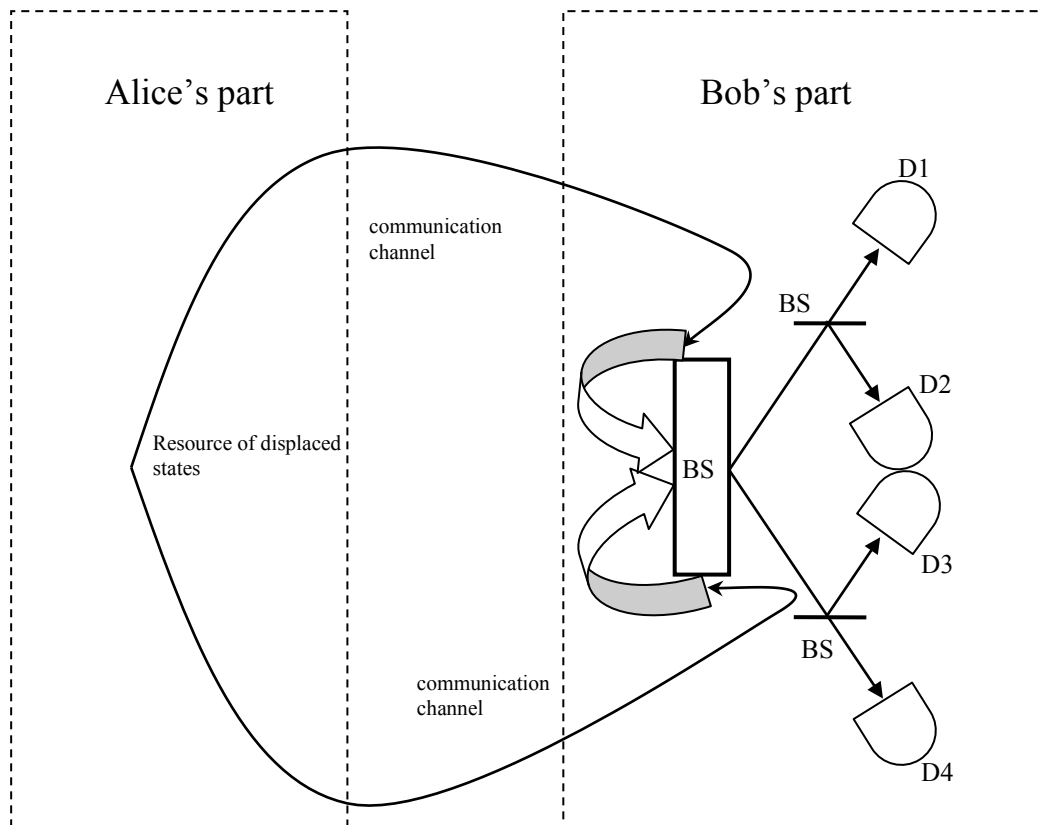 Alice’s part
Bob’s part
D1
communication
channel
BS
D2
Resource of displaced
states
BS
D3
BS
communication
channel
D4